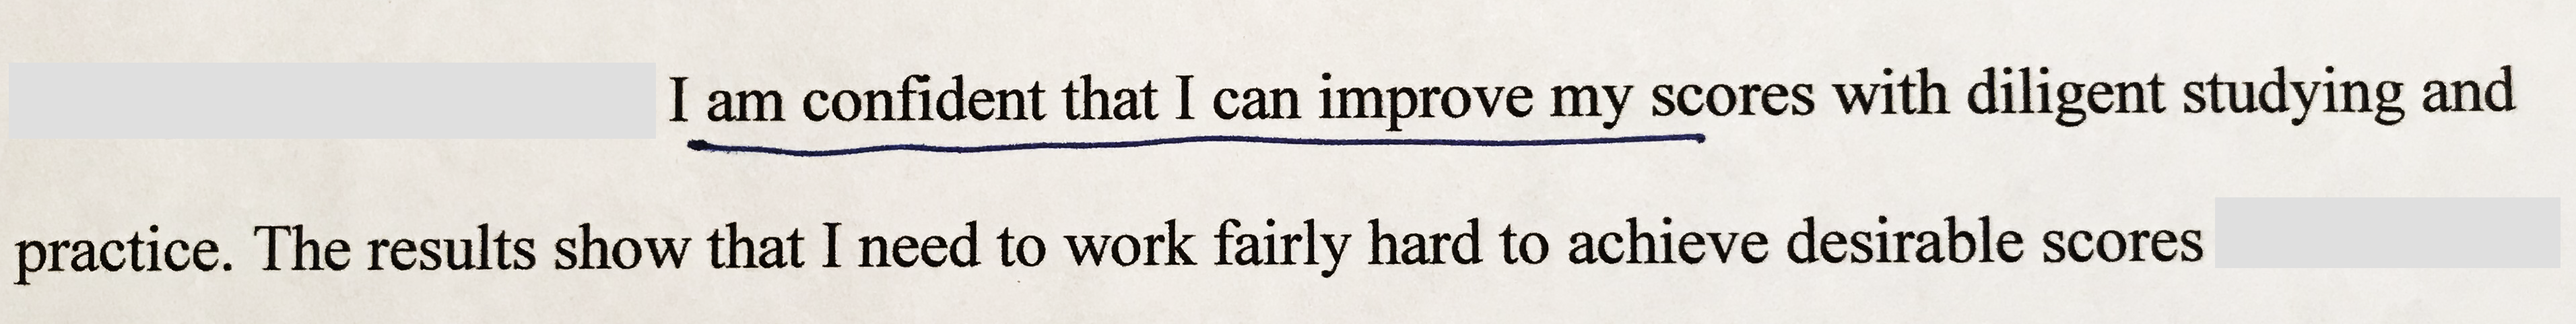 I am confident that I can improve my scores with diligent studying and
practice. The results show that I need to work fairly hard to achieve desirable scores